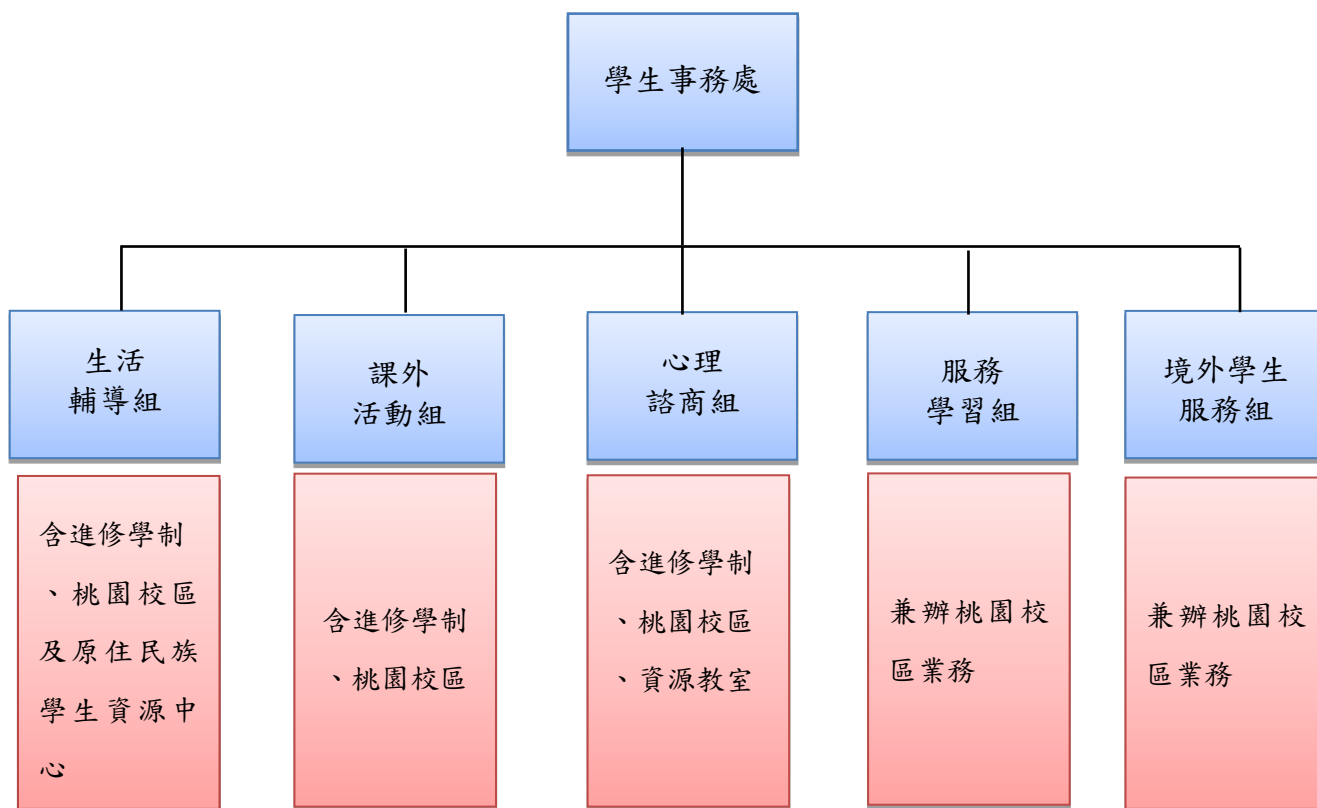 學生事務處
生活
輔導組
課外
活動組
心理
諮商組
服務
學習組
境外學生
服務組
含進修學制
、桃園校區
及原住民族
學生資源中
心
含進修學制
、桃園校區
含進修學制
、桃園校區
、資源教室
兼辦桃園校
區業務
兼辦桃園校
區業務